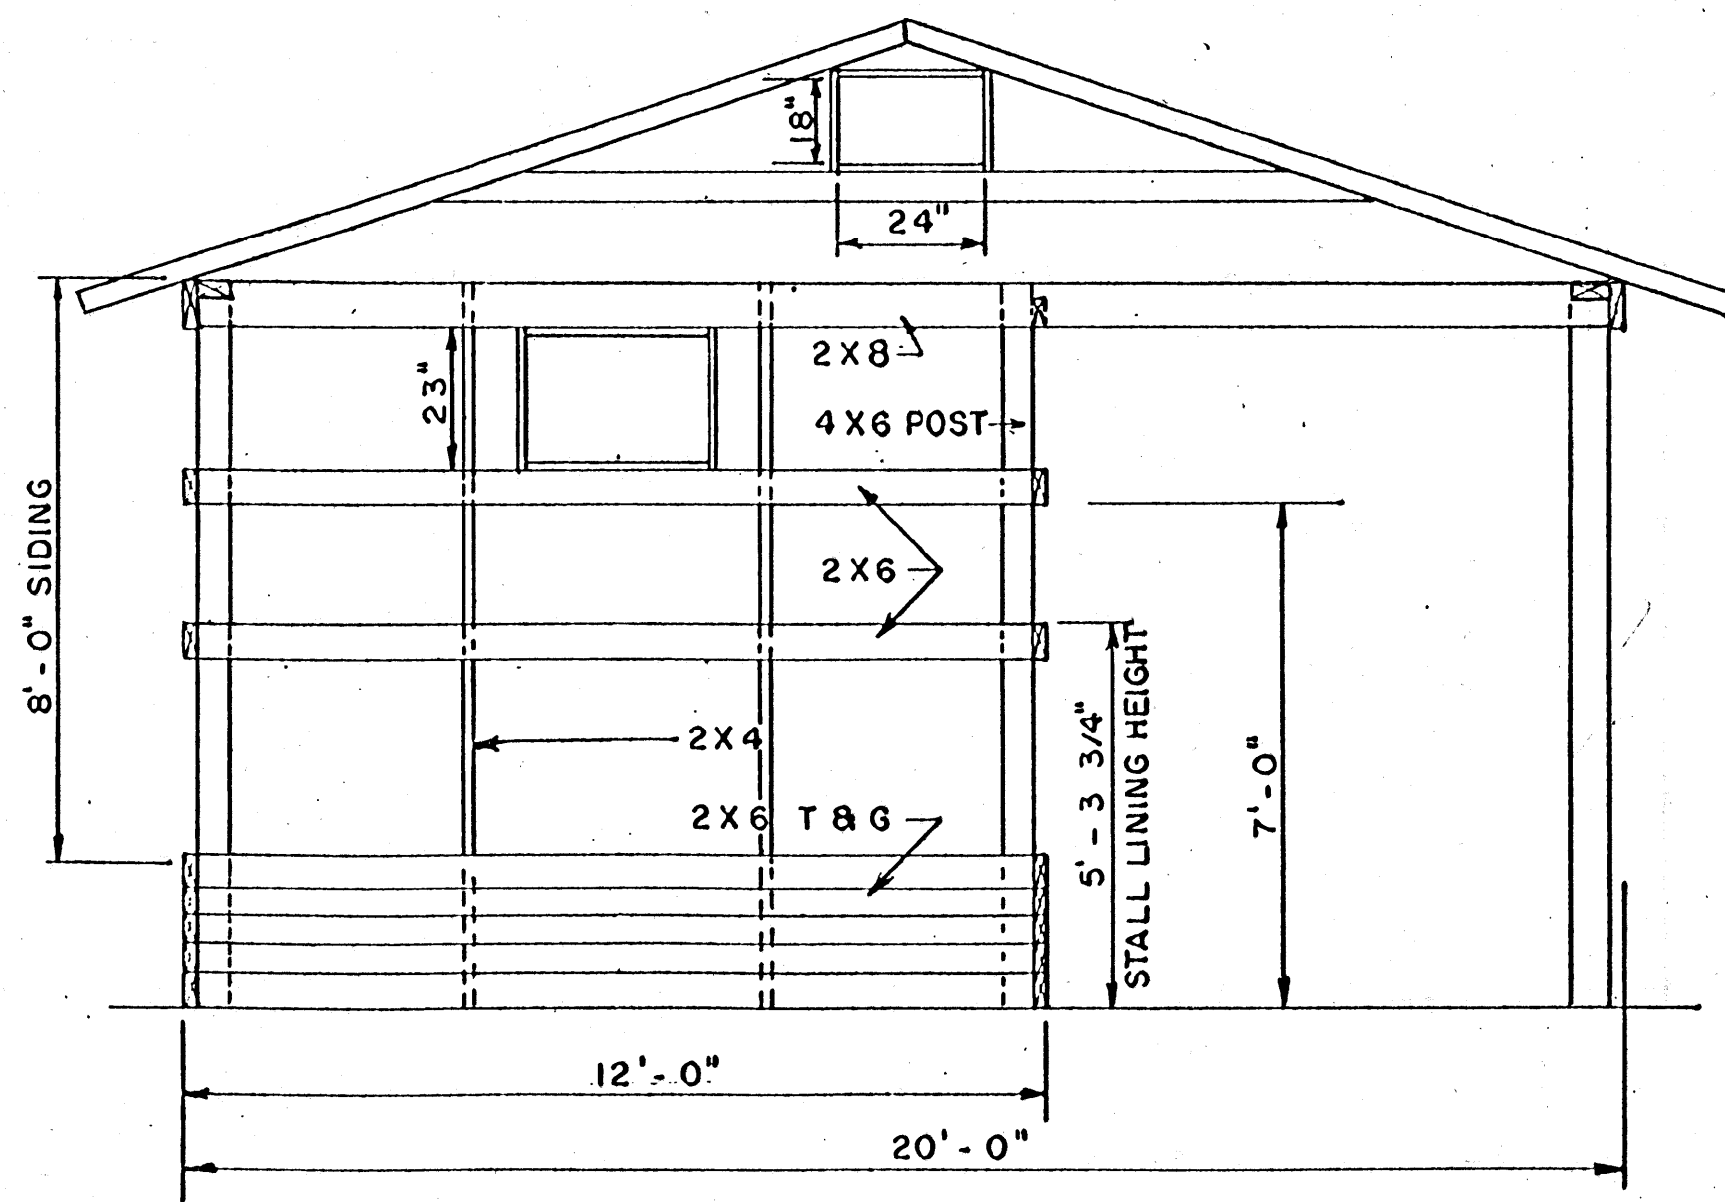 18"
24"
2X8
23"
4X6 POST
8'-0" SIDING
2X6
2X4
5'-3 3/4"
STALL LINING HEIGHT
7'-0"
2X6 T & G
12'-0"
20'-0"